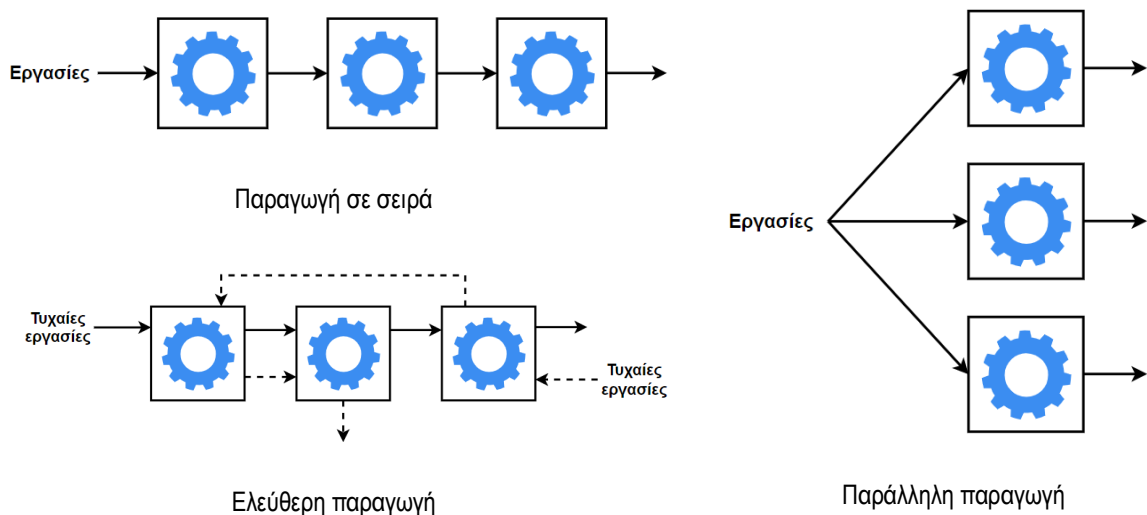 Εργασίες
Παραγωγή σε σειρά
Τυχαίες
εργασίες
Τυχαίες
εργασίες
Ελεύθερη παραγωγή
Εργασίες
Παράλληλη παραγωγή